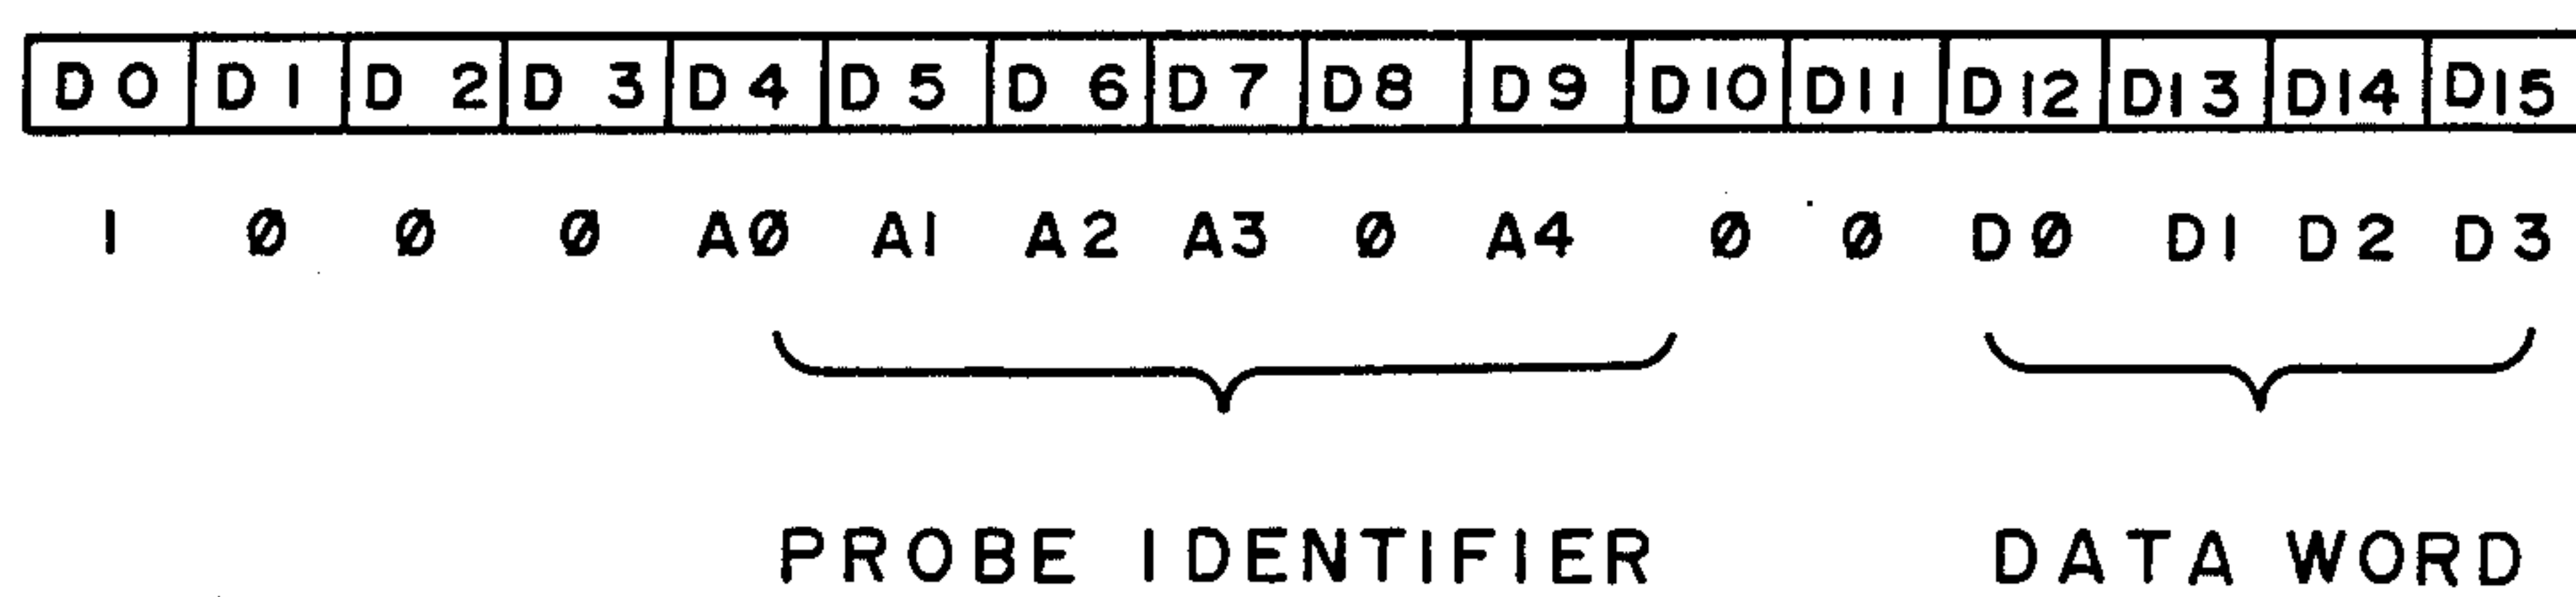 D0 D1 D2 D3 D4 D5 D6 D7 D8 D9 D10 D11 D12 D13 D14 D15
1 Ø Ø Ø AØ A1 A2 A3 Ø A4 Ø Ø DØ D1 D2 D3
PROBE IDENTIFIER DATA WORD